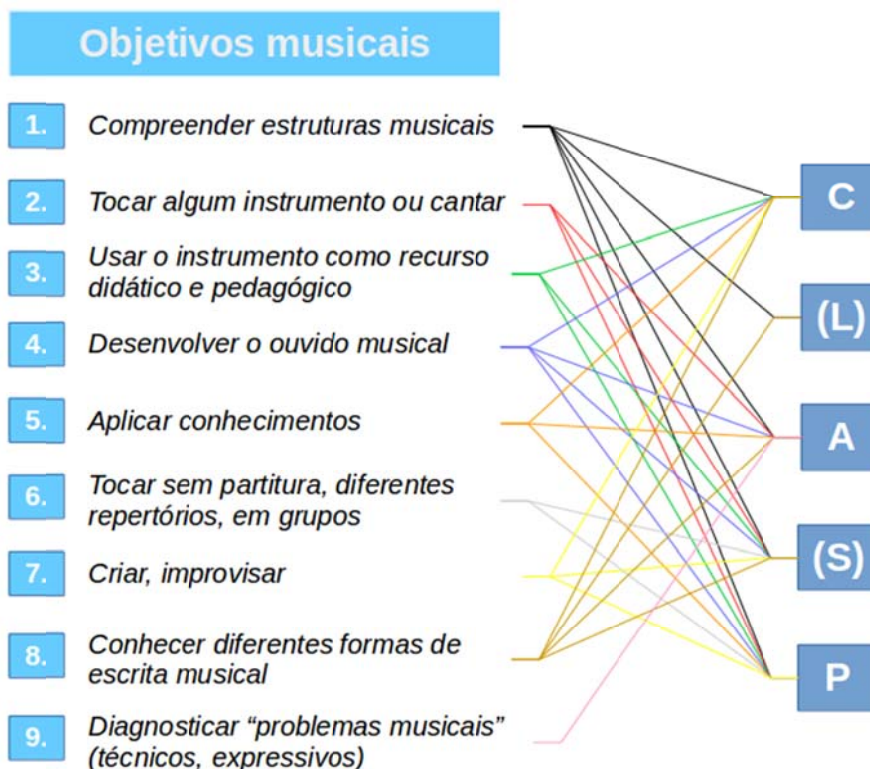 Objetivos musicais
1. Compreender estruturas musicais
2. Tocar algum instrumento ou cantar
3. Usar o instrumento como recurso
didático e pedagógico
4. Desenvolver o ouvido musical
5. Aplicar conhecimentos
6. Tocar sem partitura, diferentes
repertórios, em grupos
7. Criar, improvisar
8. Conhecer diferentes formas de
escrita musical
9. Diagnosticar “problemas musicais”
(técnicos, expressivos)
C
(L)
A
(S)
P